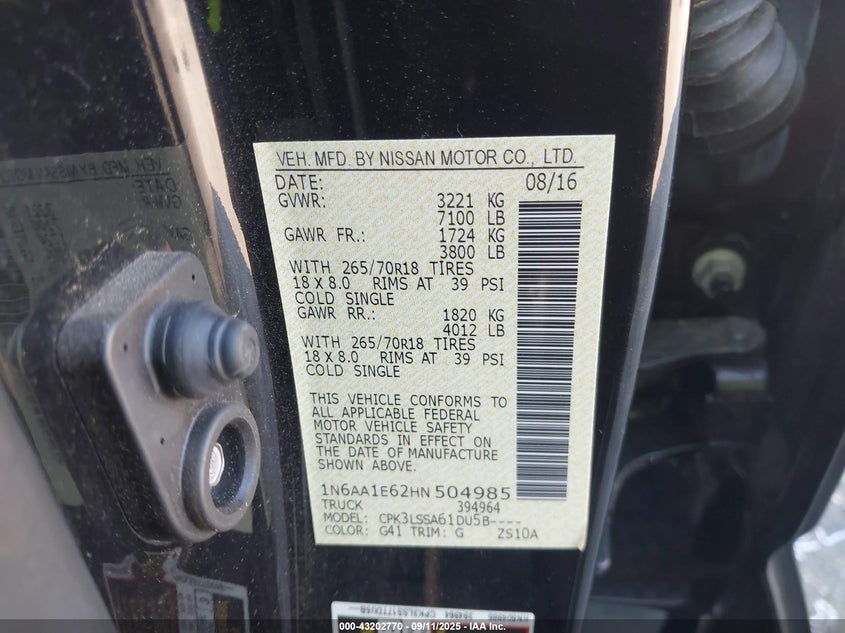 VEH. MFD. BY NISSAN MOTOR CO., LTD.
DATE: 08/16
GVWR: 3221 KG
7100 LB
GAWR FR.: 1724 KG
3800 LB
WITH 265/70R18 TIRES
18 X 8.0 RIMS AT 39 PSI
COLD SINGLE
GAWR RR.: 1820 KG
4012 LB
WITH 265/70R18 TIRES
18 X 8.0 RIMS AT 39 PSI
COLD SINGLE
THIS VEHICLE CONFORMS TO
ALL APPLICABLE FEDERAL
MOTOR VEHICLE SAFETY
STANDARDS IN EFFECT ON
THE DATE OF MANUFACTURE
SHOWN ABOVE.
1N6AA1E62HN 504985
TRUCK 394964
MODEL: CPK3LSSA61DU5B----
COLOR: G41 TRIM: G ZS10A
000-43202770 - 09/11/2025 - Copyright IAA, Inc.